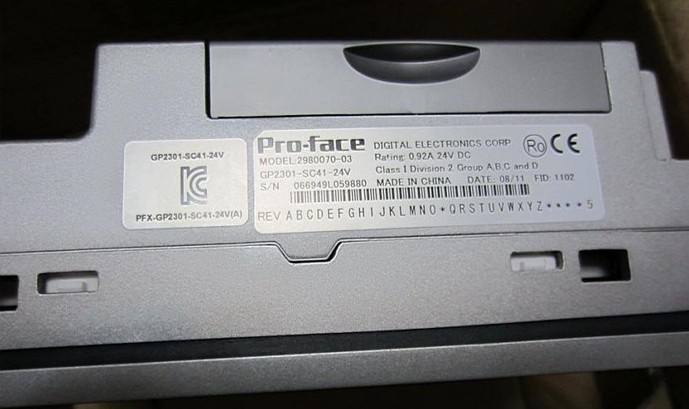 GP2301-SC41-24V
PFX-GP2301-SC41-24V(A)
Pro-face DIGITAL ELECTRONICS CORP
MODEL:2980070-03 Rating: 0.92A 24V DC
GP2301-SC41-24V Class I Division 2 Group A,B,C and D
S/N 066949L059880 MADE IN CHINA DATE 08/11 FID: 1102
REV A B C D E F G H I J K L M N O * Q R S T U V W X Y Z * * * * 5
Ro CE